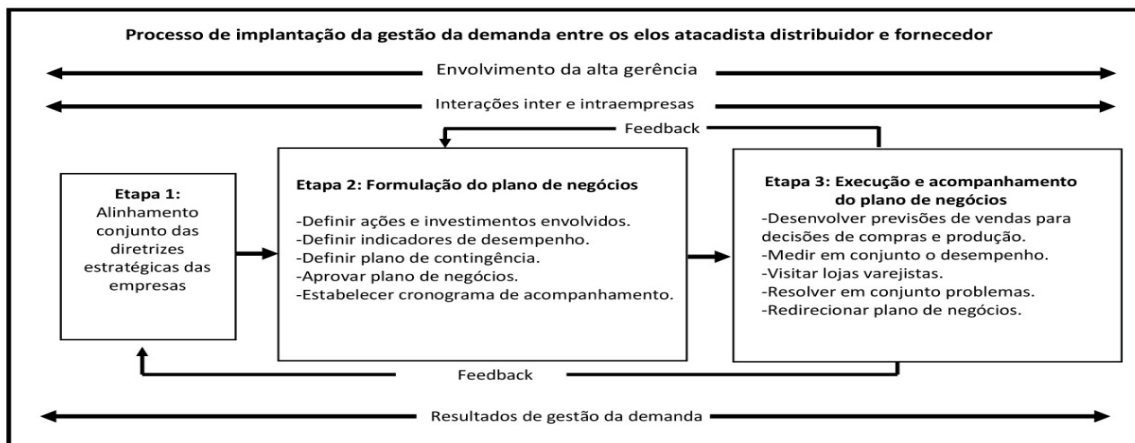 Processo de implantação da gestão da demanda entre os elos atacadista distribuidor e fornecedor
Envolvimento da alta gerência
Interações inter e intraempresas
Feedback
Etapa 1:
Alinhamento
conjunto das
diretrizes
estratégicas das
empresas
Etapa 2: Formulação do plano de negócios
-Definir ações e investimentos envolvidos.
-Definir indicadores de desempenho.
-Definir plano de contingência.
-Aprovar plano de negócios.
-Estabelecer cronograma de acompanhamento.
Etapa 3: Execução e acompanhamento
do plano de negócios
-Desenvolver previsões de vendas para
decisões de compras e produção.
-Medir em conjunto o desempenho.
-Visitar lojas varejistas.
-Resolver em conjunto problemas.
-Redirecionar plano de negócios.
Feedback
Resultados de gestão da demanda